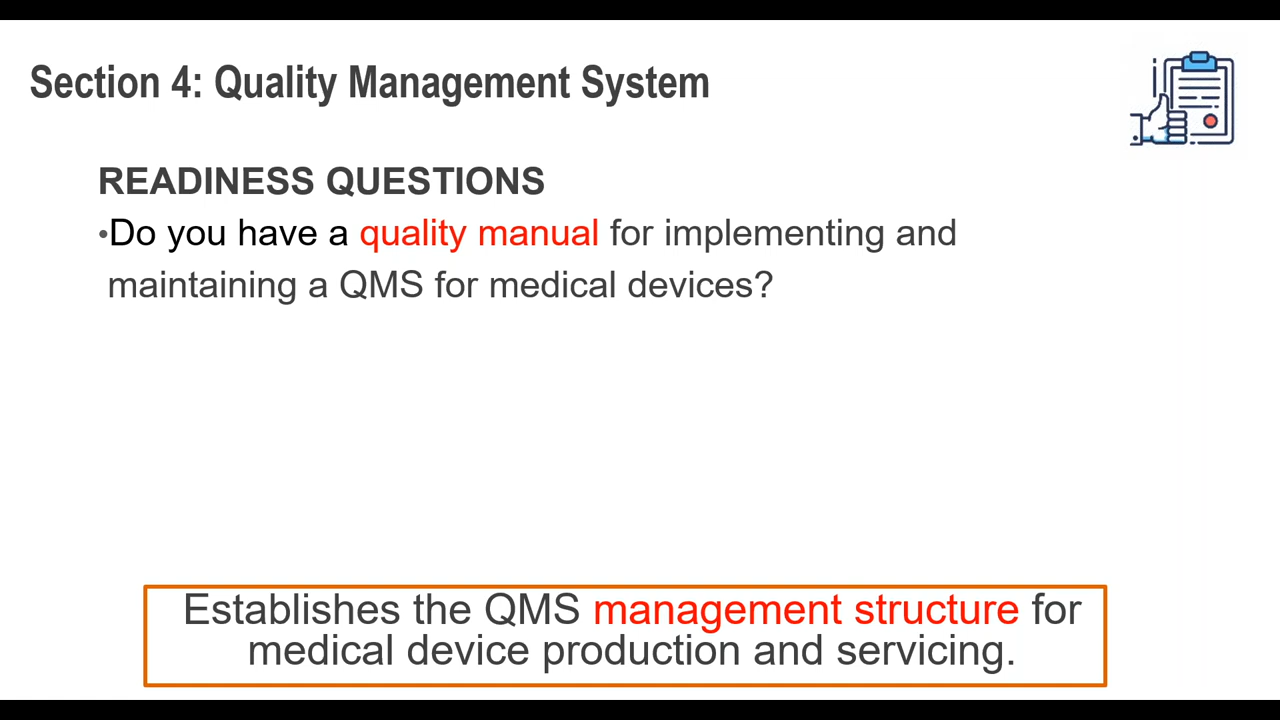 Section 4: Quality Management System
READINESS QUESTIONS
•Do you have a quality manual for implementing and
maintaining a QMS for medical devices?
Establishes the QMS management structure for
medical device production and servicing.